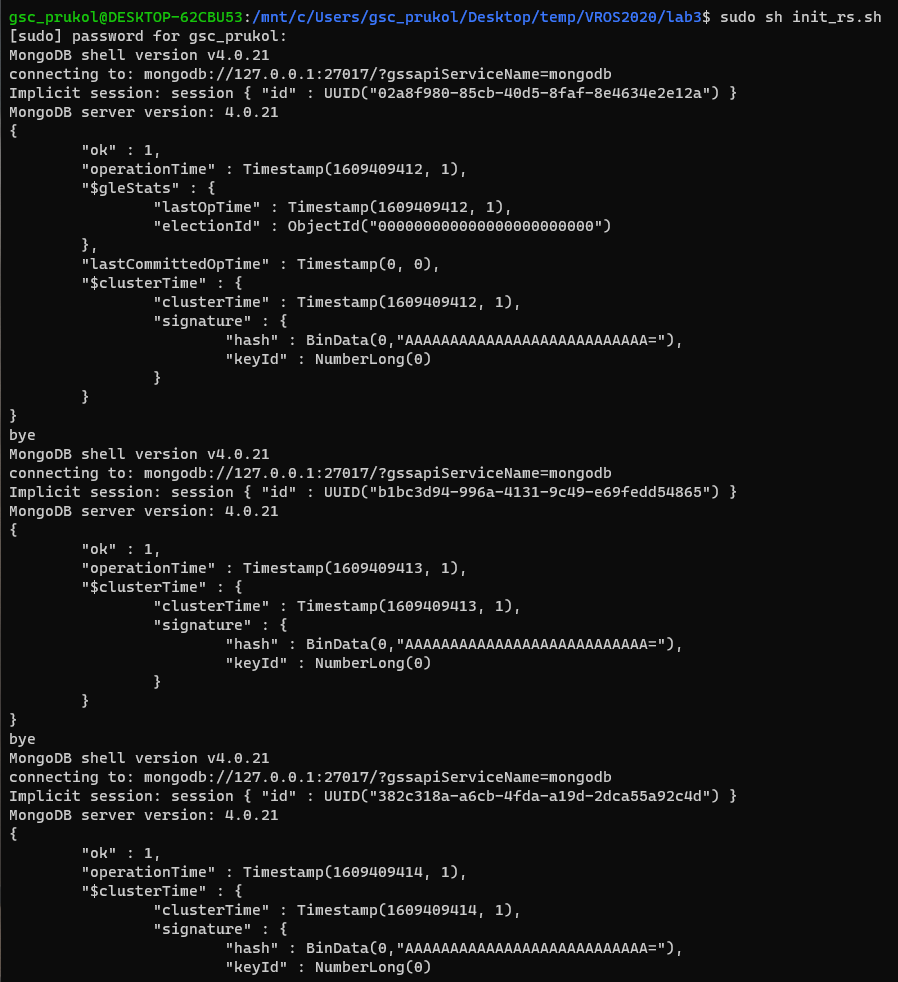 gsc_prukol@DESKTOP-62CBU53:/mnt/c/Users/gsc_prukol/Desktop/temp/VROS2020/lab3$ sudo sh init_rs.sh
[sudo] password for gsc_prukol:
MongoDB shell version v4.0.21
connecting to: mongodb://127.0.0.1:27017/?gssapiServiceName=mongodb
Implicit session: session { "id" : UUID("02a8f980-85cb-40d5-8faf-8e4634e2e12a") }
MongoDB server version: 4.0.21
{
        "ok" : 1,
        "operationTime" : Timestamp(1609409412, 1),
        "$gleStats" : {
                "lastOpTime" : Timestamp(1609409412, 1),
                "electionId" : ObjectId("000000000000000000000000")
        },
        "lastCommittedOpTime" : Timestamp(0, 0),
        "$clusterTime" : {
                "clusterTime" : Timestamp(1609409412, 1),
                "signature" : {
                        "hash" : BinData(0,"AAAAAAAAAAAAAAAAAAAAAAAAAAA="),
                        "keyId" : NumberLong(0)
                }
        }
}
bye
MongoDB shell version v4.0.21
connecting to: mongodb://127.0.0.1:27017/?gssapiServiceName=mongodb
Implicit session: session { "id" : UUID("b1bc3d94-996a-4131-9c49-e69fedd54865") }
MongoDB server version: 4.0.21
{
        "ok" : 1,
        "operationTime" : Timestamp(1609409413, 1),
        "$clusterTime" : {
                "clusterTime" : Timestamp(1609409413, 1),
                "signature" : {
                        "hash" : BinData(0,"AAAAAAAAAAAAAAAAAAAAAAAAAAA="),
                        "keyId" : NumberLong(0)
                }
        }
}
bye
MongoDB shell version v4.0.21
connecting to: mongodb://127.0.0.1:27017/?gssapiServiceName=mongodb
Implicit session: session { "id" : UUID("382c318a-a6cb-4fda-a19d-2dca55a92c4d") }
MongoDB server version: 4.0.21
{
        "ok" : 1,
        "operationTime" : Timestamp(1609409414, 1),
        "$clusterTime" : {
                "clusterTime" : Timestamp(1609409414, 1),
                "signature" : {
                        "hash" : BinData(0,"AAAAAAAAAAAAAAAAAAAAAAAAAAA="),
                        "keyId" : NumberLong(0)